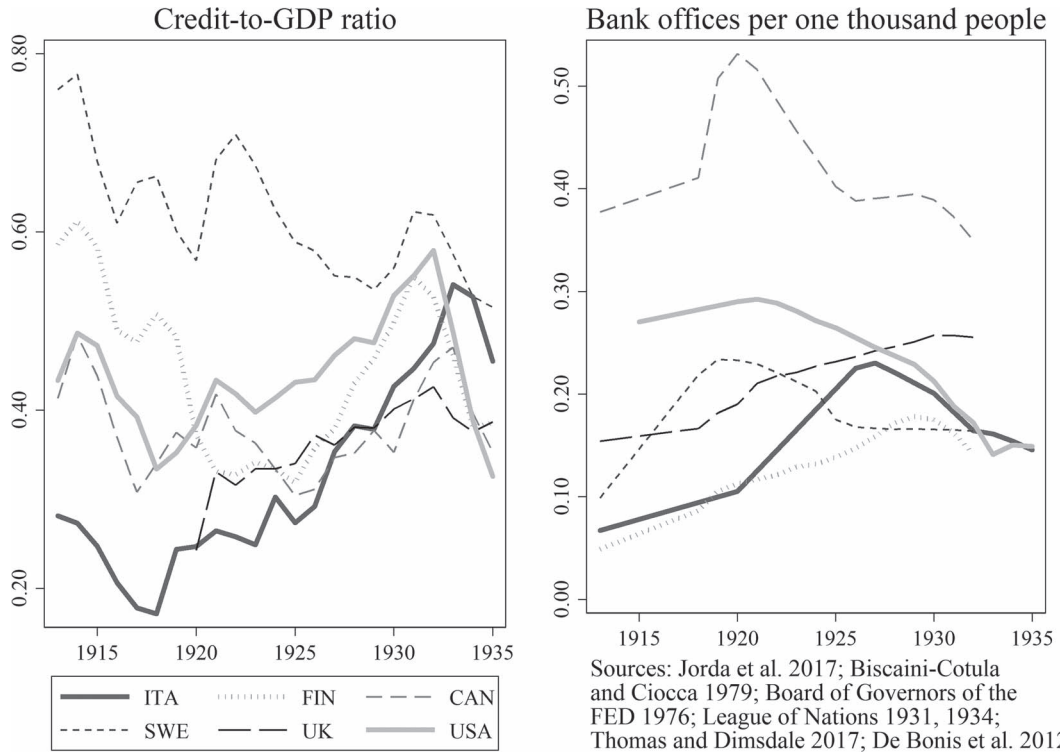 Credit-to-GDP ratio
0.80
0.60
0.40
0.20
1915 1920 1925 1930 1935
ITA FIN CAN
SWE UK USA
Bank offices per one thousand people
0.50
0.40
0.30
0.20
0.10
0.00
1915 1920 1925 1930 1935
Sources: Jorda et al. 2017; Biscaini-Cotula
and Ciocca 1979; Board of Governors of the
FED 1976; League of Nations 1931, 1934;
Thomas and Dimsdale 2017; De Bonis et al.